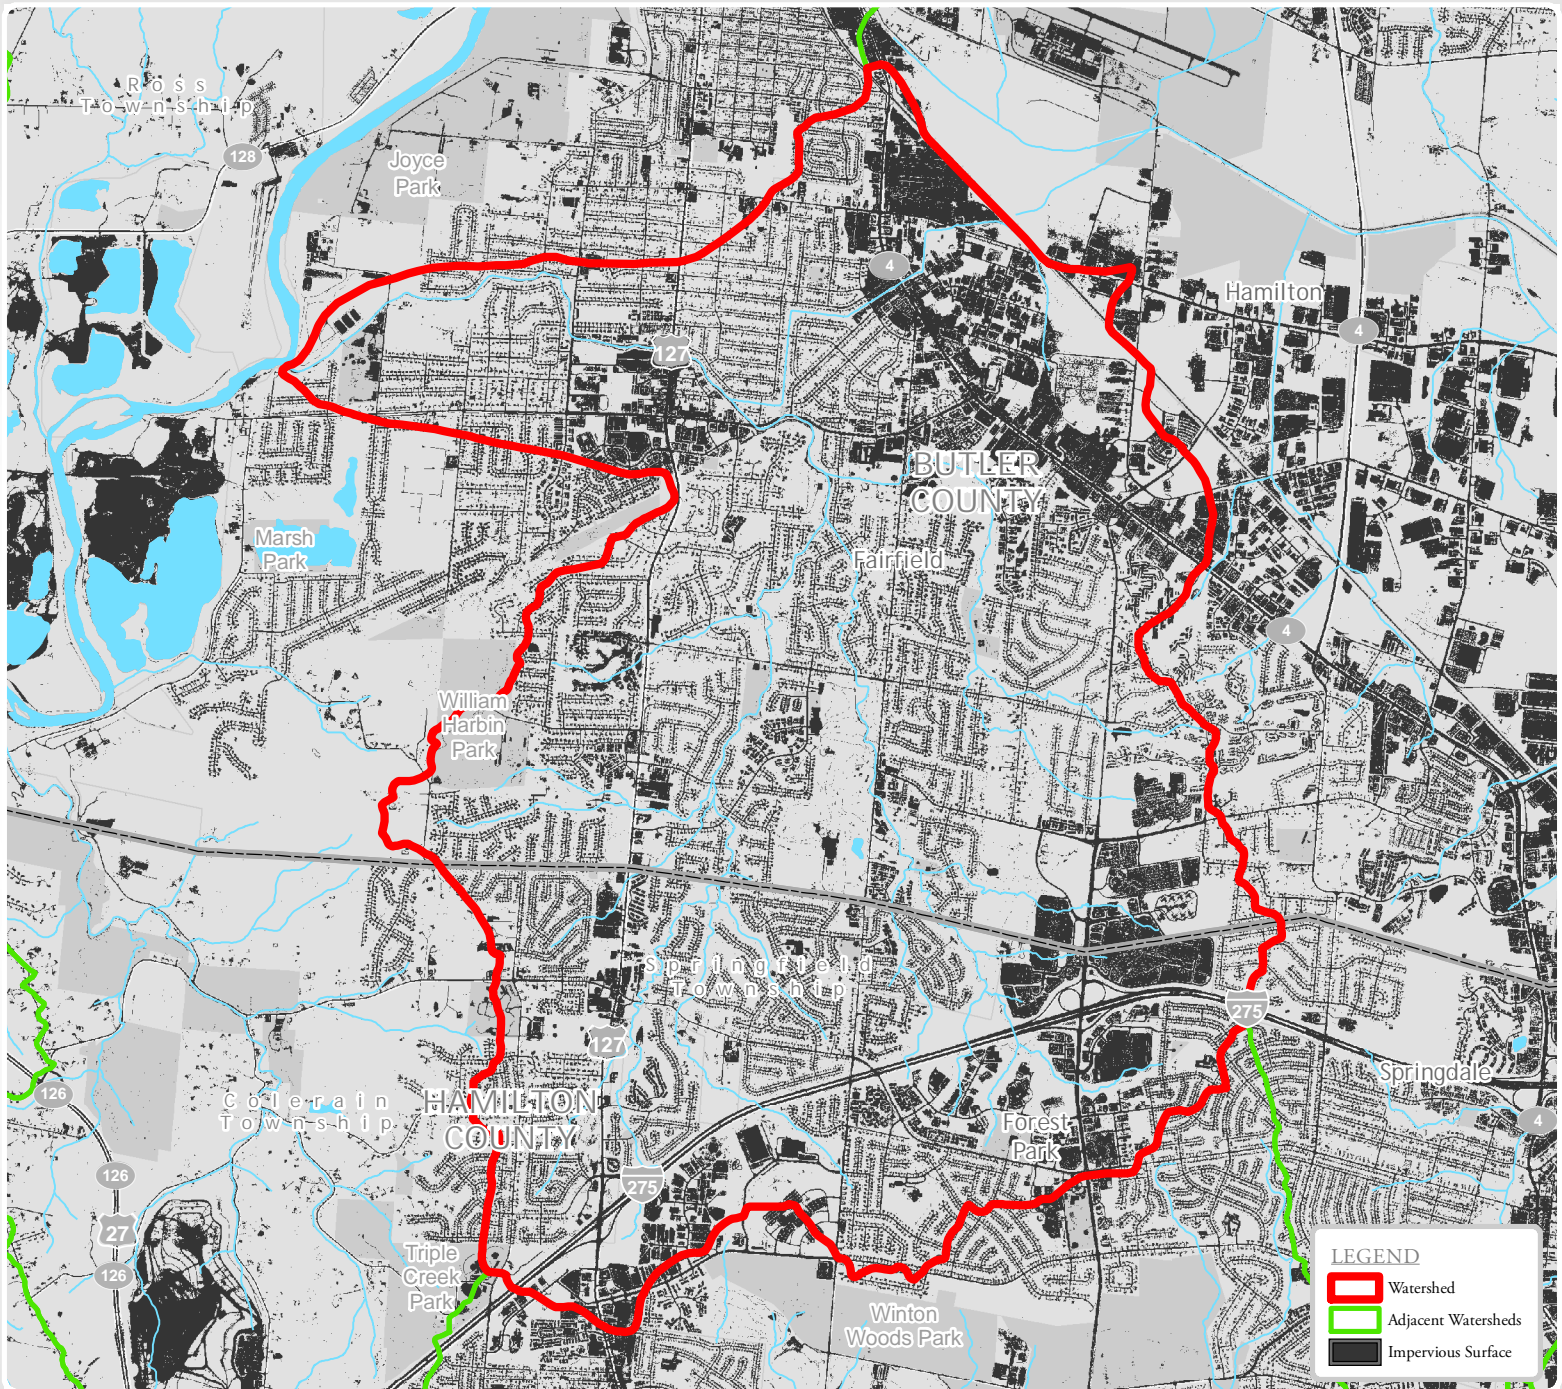 Ross
Township
128
Joyce
Park
4
Hamilton
4
127
BUTLER
COUNTY
Marsh
Park
Fairfield
4
William
Harbin
Park
Springfield
Township
275
127
Springdale
126
Colerain
Township
HAMILTON
COUNTY
Forest
Park
4
126
275
27
126
Triple
Creek
Park
Winton
Woods Park
LEGEND
Watershed
Adjacent Watersheds
Impervious Surface